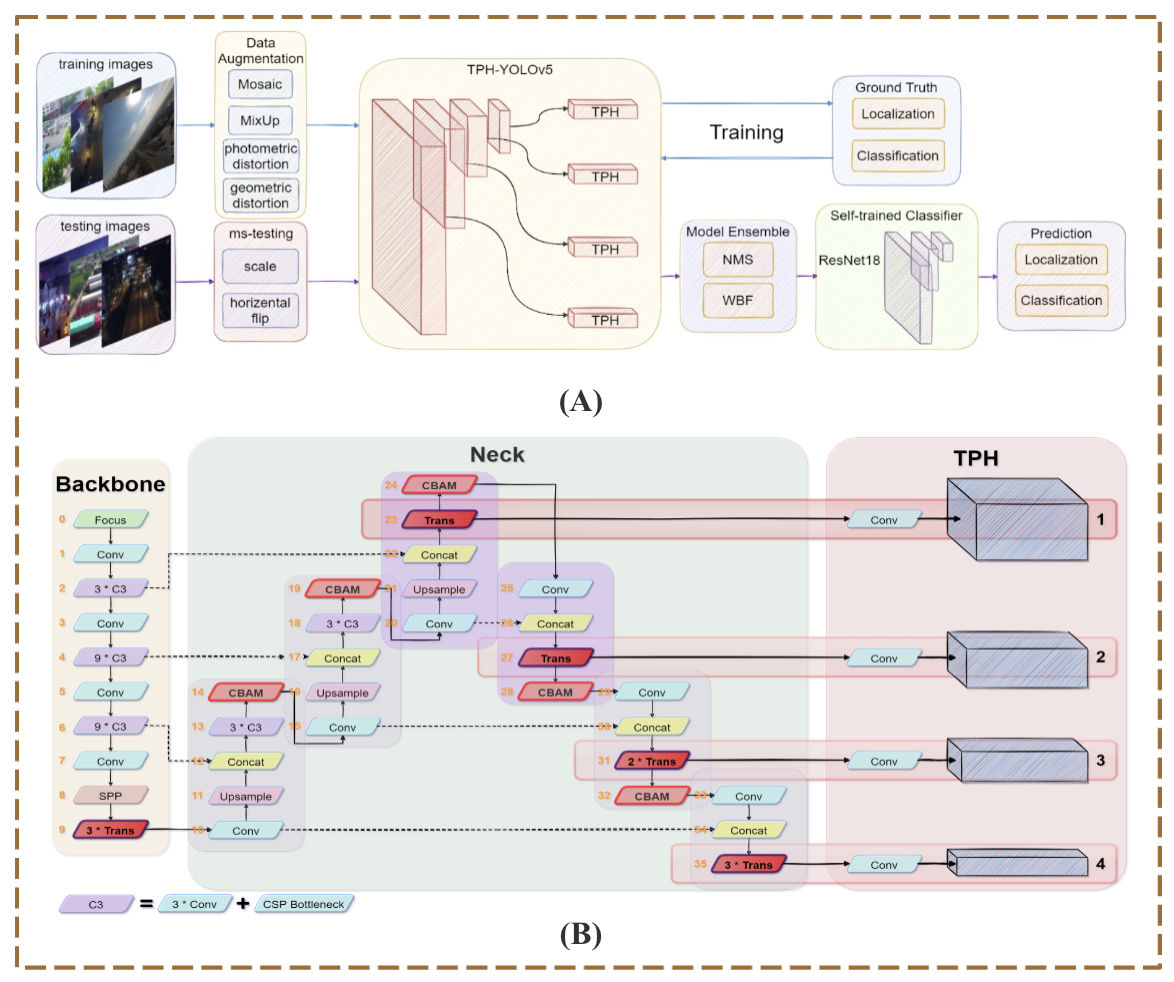 training images
Data
Augmentation
Mosaic
MixUp
photometric
distortion
geometric
distortion
TPH-YOLOv5
TPH
TPH
TPH
TPH
Training
Ground Truth
Localization
Classification
testing images
ms-testing
scale
horizental
flip
Model Ensemble
NMS
WBF
Self-trained Classifier
ResNet18
Prediction
Localization
Classification
(A)
Backbone
0 Focus
1 Conv
2 3 * C3
3 Conv
4 9 * C3
5 Conv
6 9 * C3
7 Conv
8 SPP
9 3 * Trans
Neck
24 CBAM
23 Trans
22 Concat
21 Upsample
20 Conv
19 CBAM
18 3 * C3
17 Concat
16 Upsample
15 Conv
14 CBAM
13 3 * C3
12 Concat
11 Upsample
10 Conv
25 Conv
26 Concat
27 Trans
28 CBAM
29 Conv
30 Concat
31 2 * Trans
32 CBAM
33 Conv
34 Concat
35 3 * Trans
TPH
Conv 1
Conv 2
Conv 3
Conv 4
C3 = 3 * Conv + CSP Bottleneck
(B)